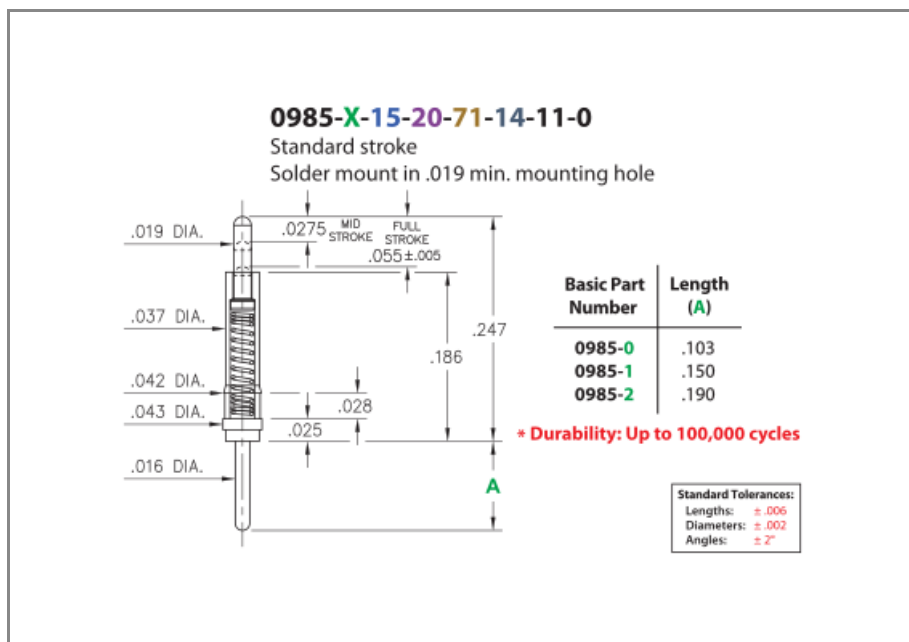 0985-X-15-20-71-14-11-0
Standard stroke
Solder mount in .019 min. mounting hole
.019 DIA.
.0275
MID
STROKE
FULL
STROKE
.055±.005
.037 DIA.
.247
.186
.042 DIA.
.028
.043 DIA.
.025
.016 DIA.
A
Basic Part Length
Number (A)
0985-0 .103
0985-1 .150
0985-2 .190
* Durability: Up to 100,000 cycles
Standard Tolerances:
Lengths: ± .006
Diameters: ± .002
Angles: ± 2°